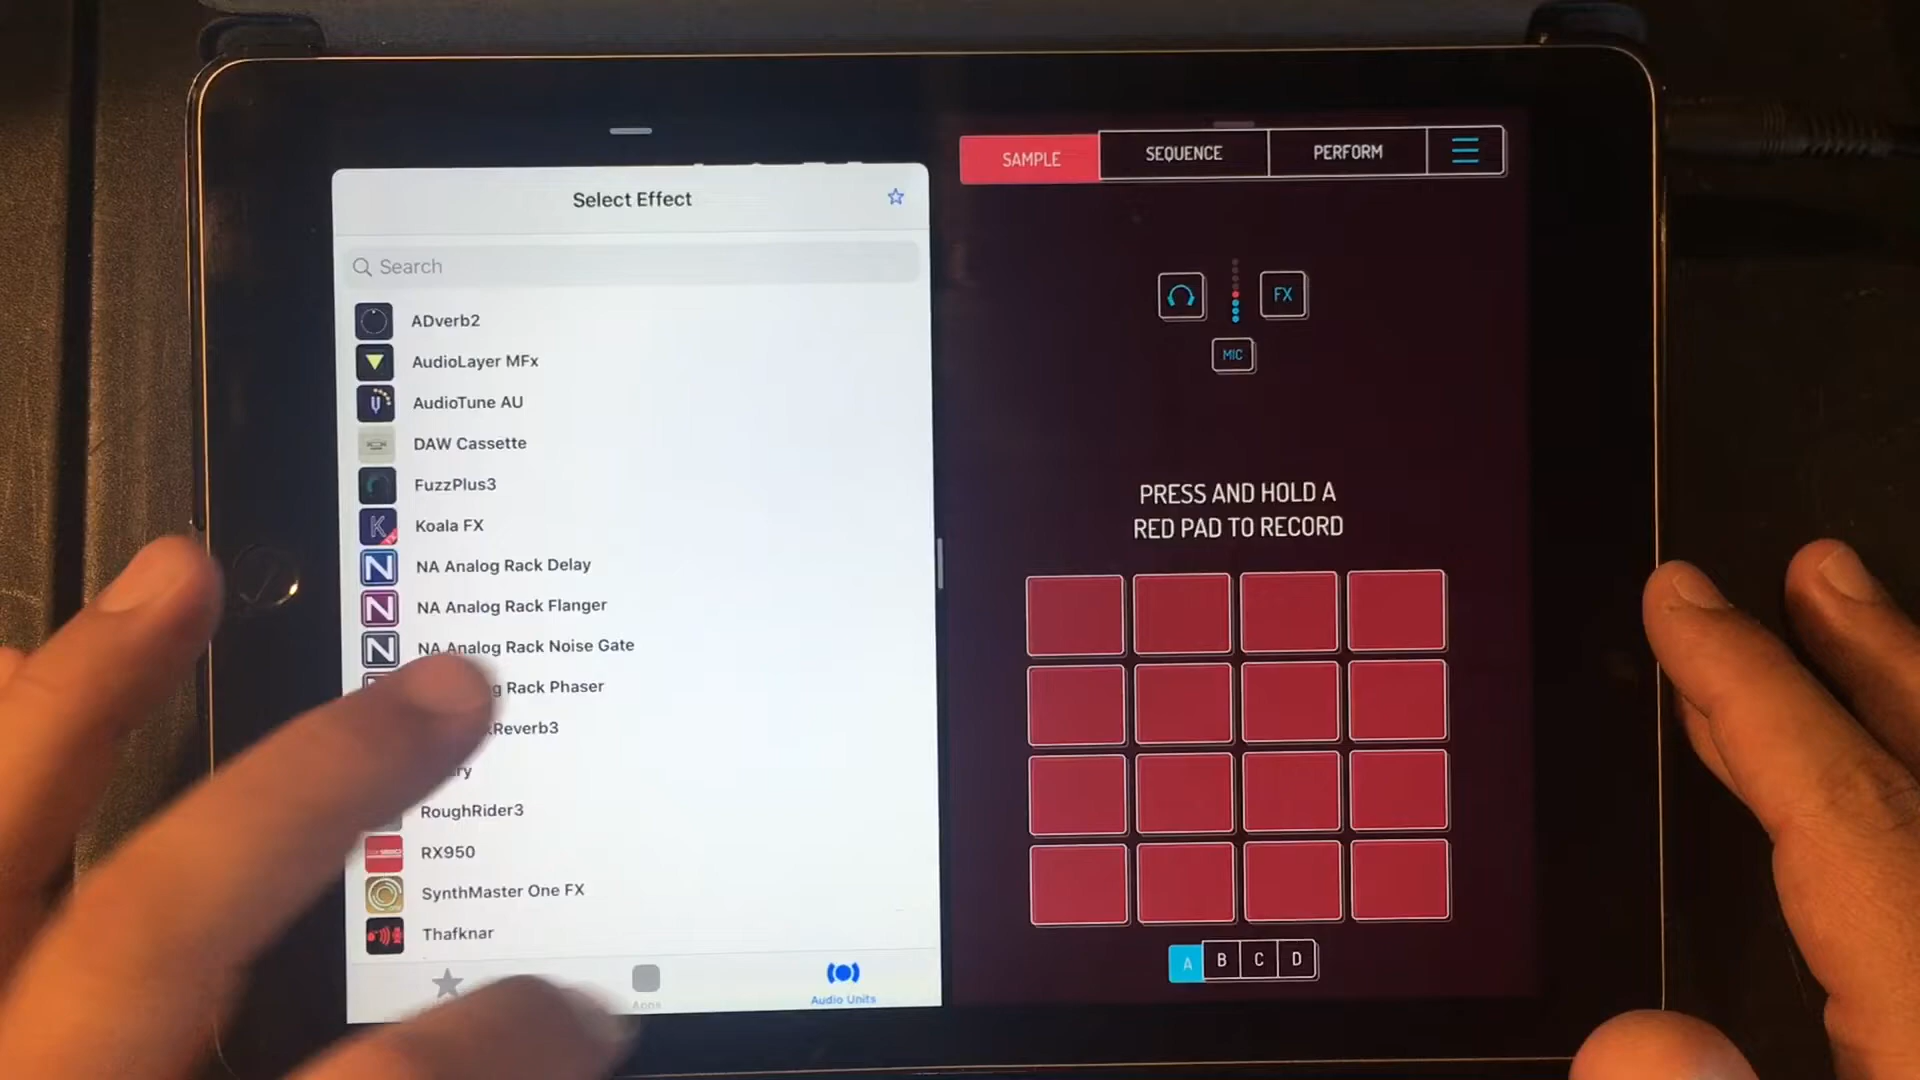 Select Effect
Search
ADverb2
AudioLayer MFx
AudioTune AU
DAW Cassette
FuzzPlus3
K
Koala FX
N
NA Analog Rack Delay
N
NA Analog Rack Flanger
N
NA Analog Rack Noise Gate
Rack Phaser
Reverb3
RoughRider3
RX950
SynthMaster One FX
Thafknar
Apps
Audio Units
SAMPLE
SEQUENCE
PERFORM
FX
MIC
PRESS AND HOLD A
RED PAD TO RECORD
A
B
C
D